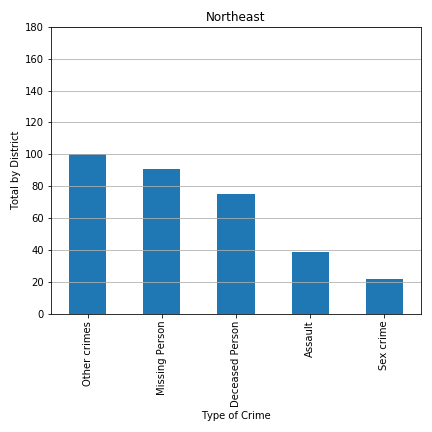 Northeast
180
160
140
120
100
80
60
40
20
0
Total by District
Other crimes
Missing Person
Deceased Person
Assault
Sex crime
Type of Crime